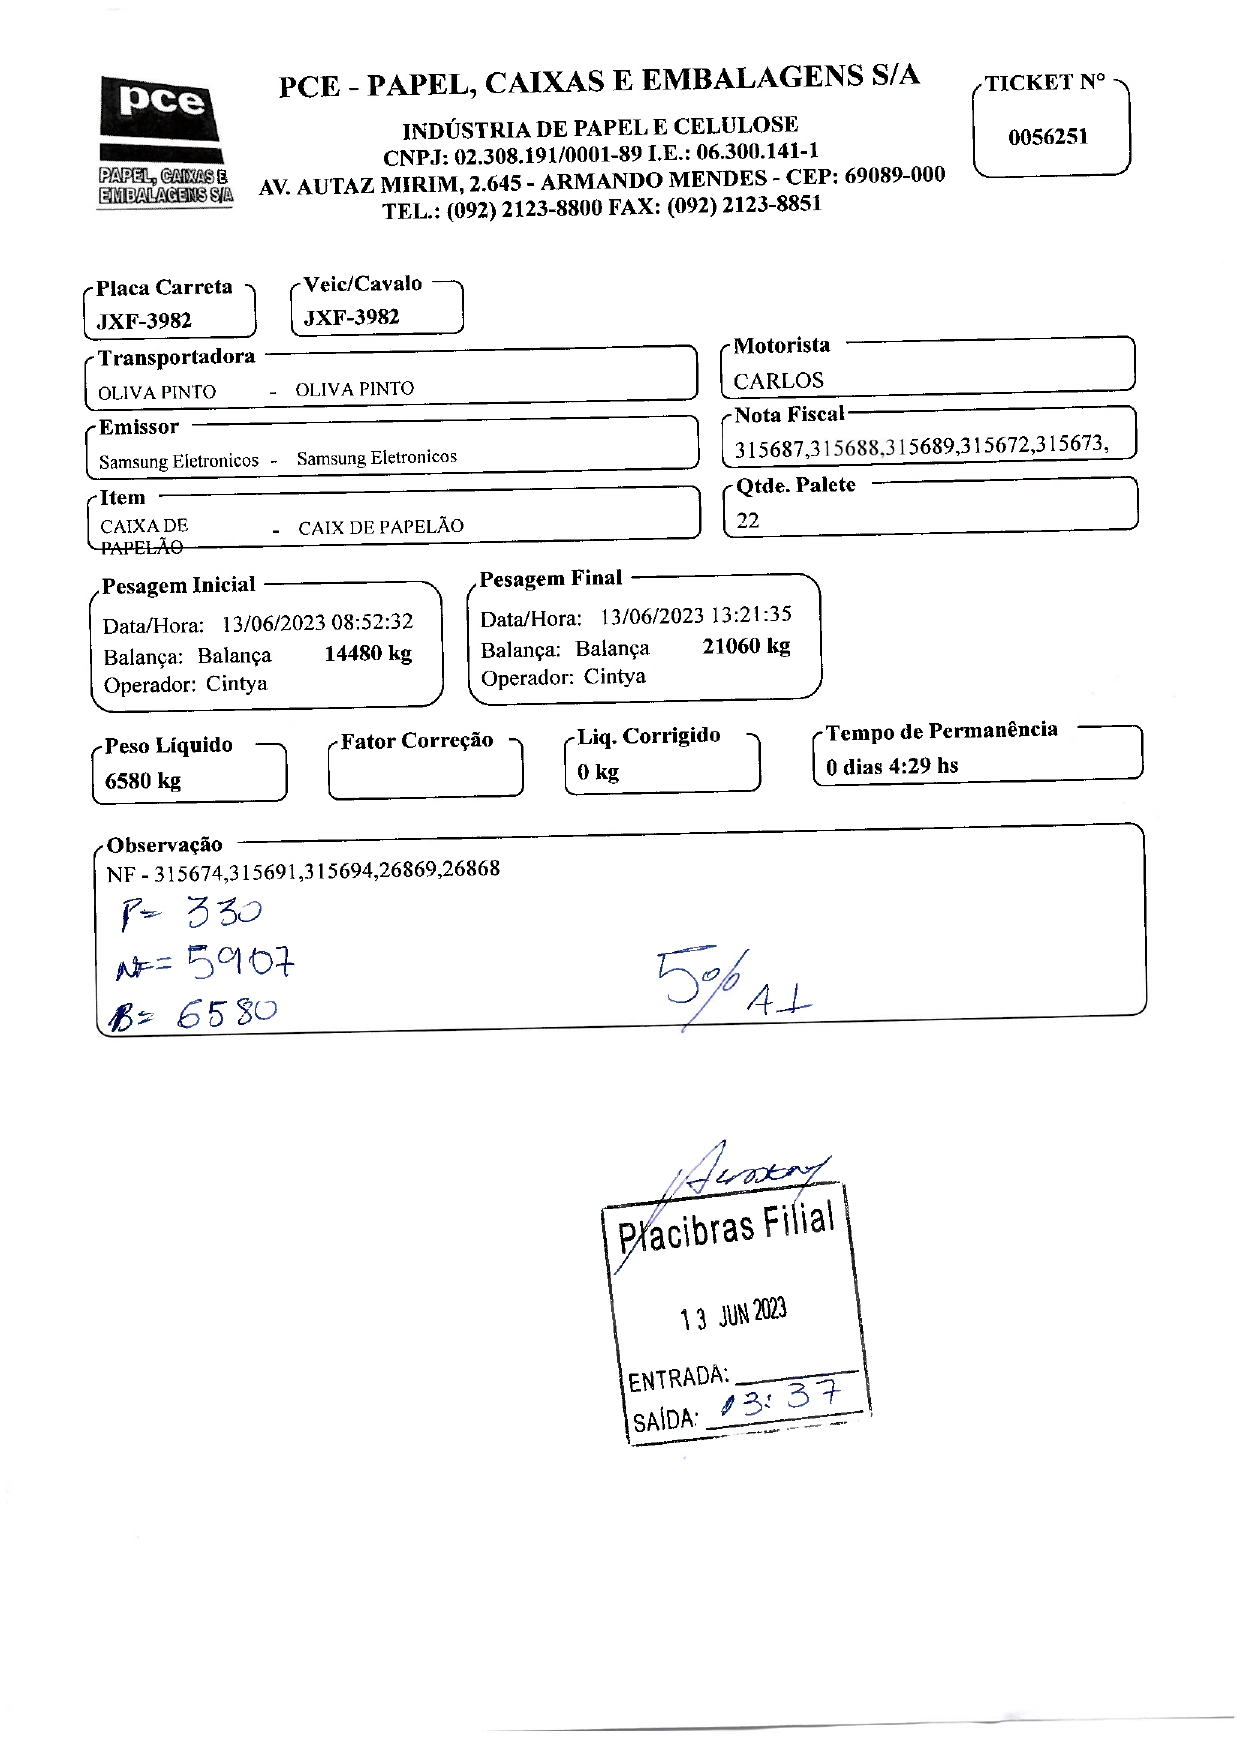 pce
PAPEL, CAIXAS E
EMBALAGENS S/A
PCE - PAPEL, CAIXAS E EMBALAGENS S/A
INDÚSTRIA DE PAPEL E CELULOSE
CNPJ: 02.308.191/0001-89 I.E.: 06.300.141-1
AV. AUTAZ MIRIM, 2.645 - ARMANDO MENDES - CEP: 69089-000
TEL.: (092) 2123-8800 FAX: (092) 2123-8851
TICKET Nº
0056251
Placa Carreta
JXF-3982
Veic/Cavalo
JXF-3982
Transportadora
OLIVA PINTO - OLIVA PINTO
Motorista
CARLOS
Emissor
Samsung Eletronicos - Samsung Eletronicos
Nota Fiscal
315687,315688,315689,315672,315673,
Item
CAIXA DE
PAPELÃO
- CAIX DE PAPELÃO
Qtde. Palete
22
Pesagem Inicial
Data/Hora: 13/06/2023 08:52:32
Balança: Balança 14480 kg
Operador: Cintya
Pesagem Final
Data/Hora: 13/06/2023 13:21:35
Balança: Balança 21060 kg
Operador: Cintya
Peso Líquido
6580 kg
Fator Correção
Liq. Corrigido
0 kg
Tempo de Permanência
0 dias 4:29 hs
Observação
NF - 315674,315691,315694,26869,26868
P= 330
NF= 5907
B= 6580
5%
Placibras Filial
13 JUN 2023
ENTRADA:
SAÍDA: 13:37